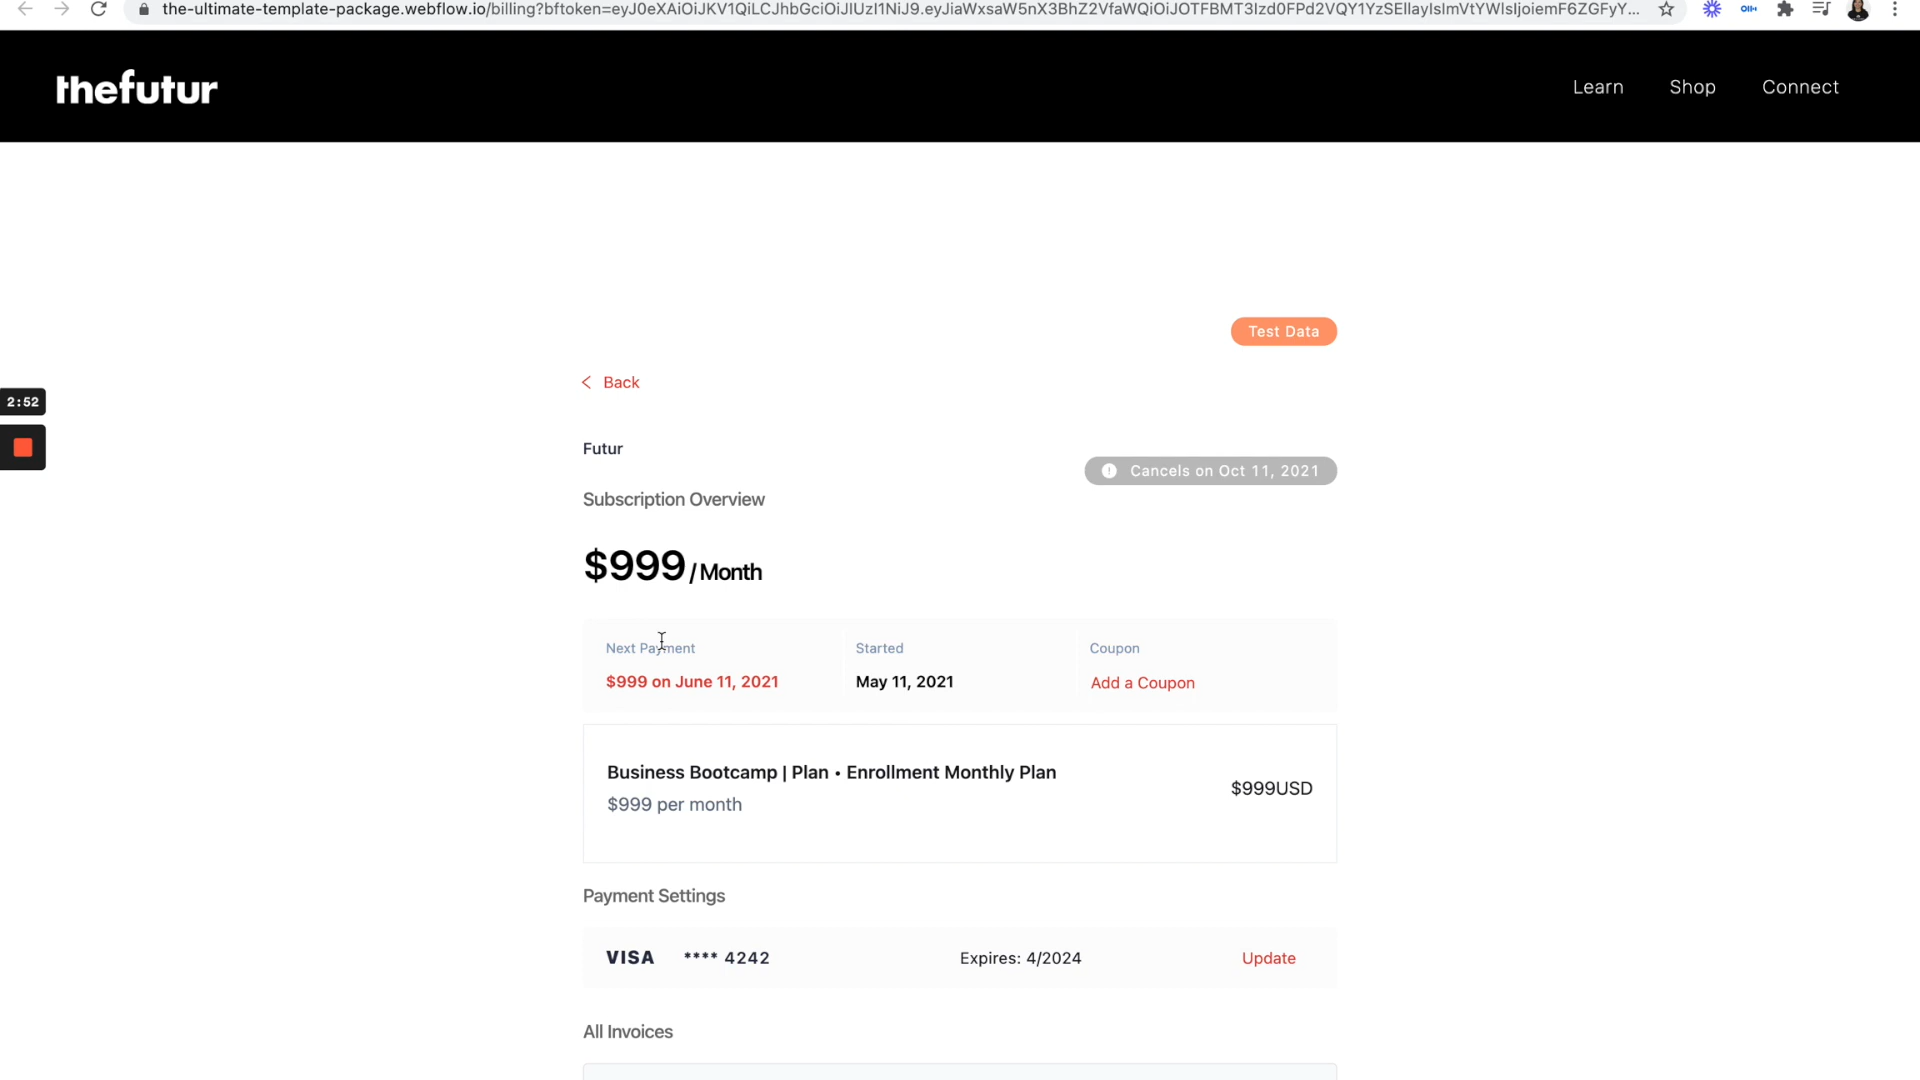 the-ultimate-template-package.webflow.io/billing?bftoken=eyJ0eXAiOiJKV1QiLCJhbGciOiJIUzI1NiJ9.eyJiaWxsaW5nX3BhZ2VfaWQiOiJOTFBMT3Izd0FPd2VQY1YzSEllayIsImVtYWlsIjoiemF6ZGFyY...
thefutur
Learn Shop Connect
Test Data
2:52
< Back
Futur
Cancels on Oct 11, 2021
Subscription Overview
$999 / Month
Next Payment Started Coupon
$999 on June 11, 2021 May 11, 2021 Add a Coupon
Business Bootcamp | Plan • Enrollment Monthly Plan
$999 per month
$999USD
Payment Settings
VISA **** 4242 Expires: 4/2024 Update
All Invoices